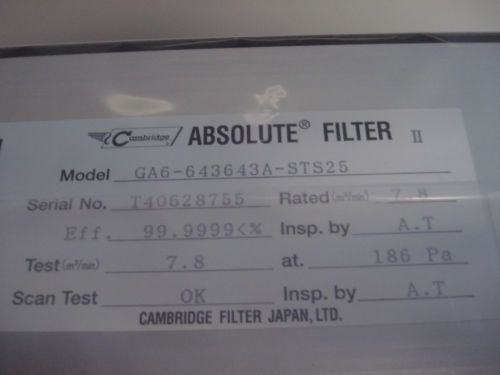 Cambridge / ABSOLUTE® FILTER II
Model GA6-643643A-STS25
Serial No. T40628755 Rated (m³/min) 7.8
Eff. 99.9999<% Insp. by A.T
Test (m³/min) 7.8 at. 186 Pa
Scan Test OK Insp. by A.T
CAMBRIDGE FILTER JAPAN, LTD.